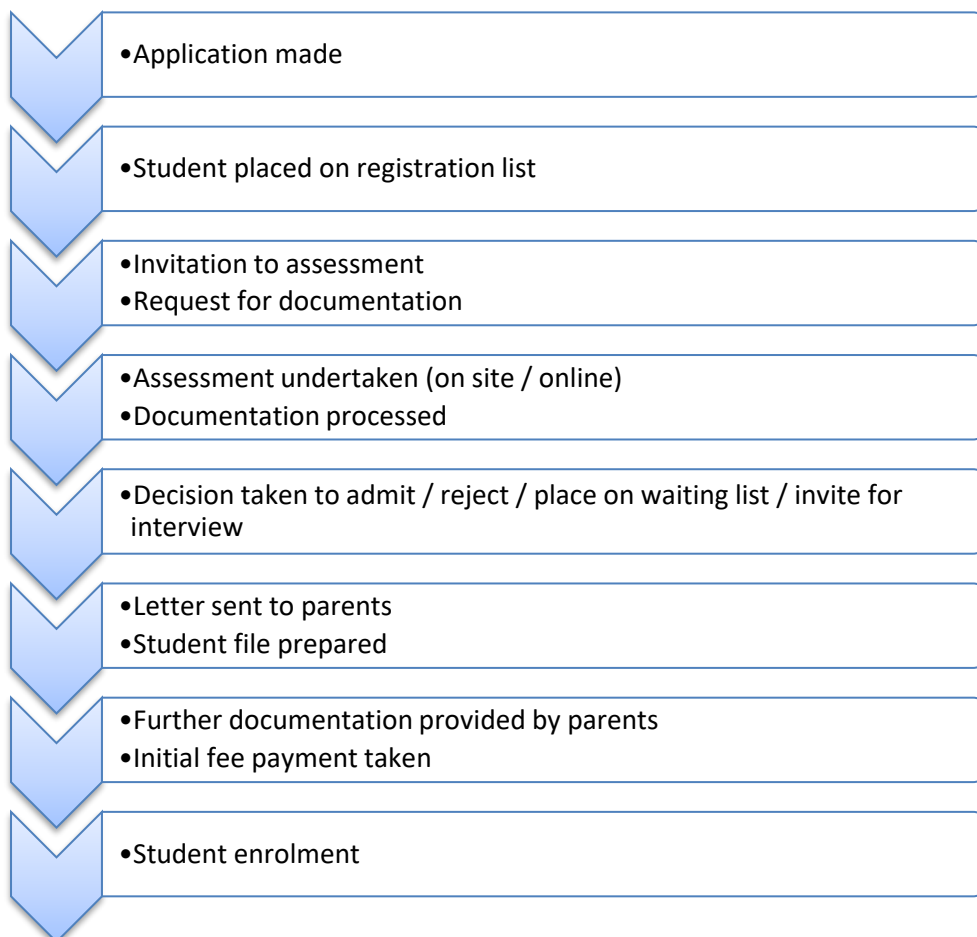 •Application made
•Student placed on registration list
•Invitation to assessment
•Request for documentation
•Assessment undertaken (on site / online)
•Documentation processed
•Decision taken to admit / reject / place on waiting list / invite for
interview
•Letter sent to parents
•Student file prepared
•Further documentation provided by parents
•Initial fee payment taken
•Student enrolment